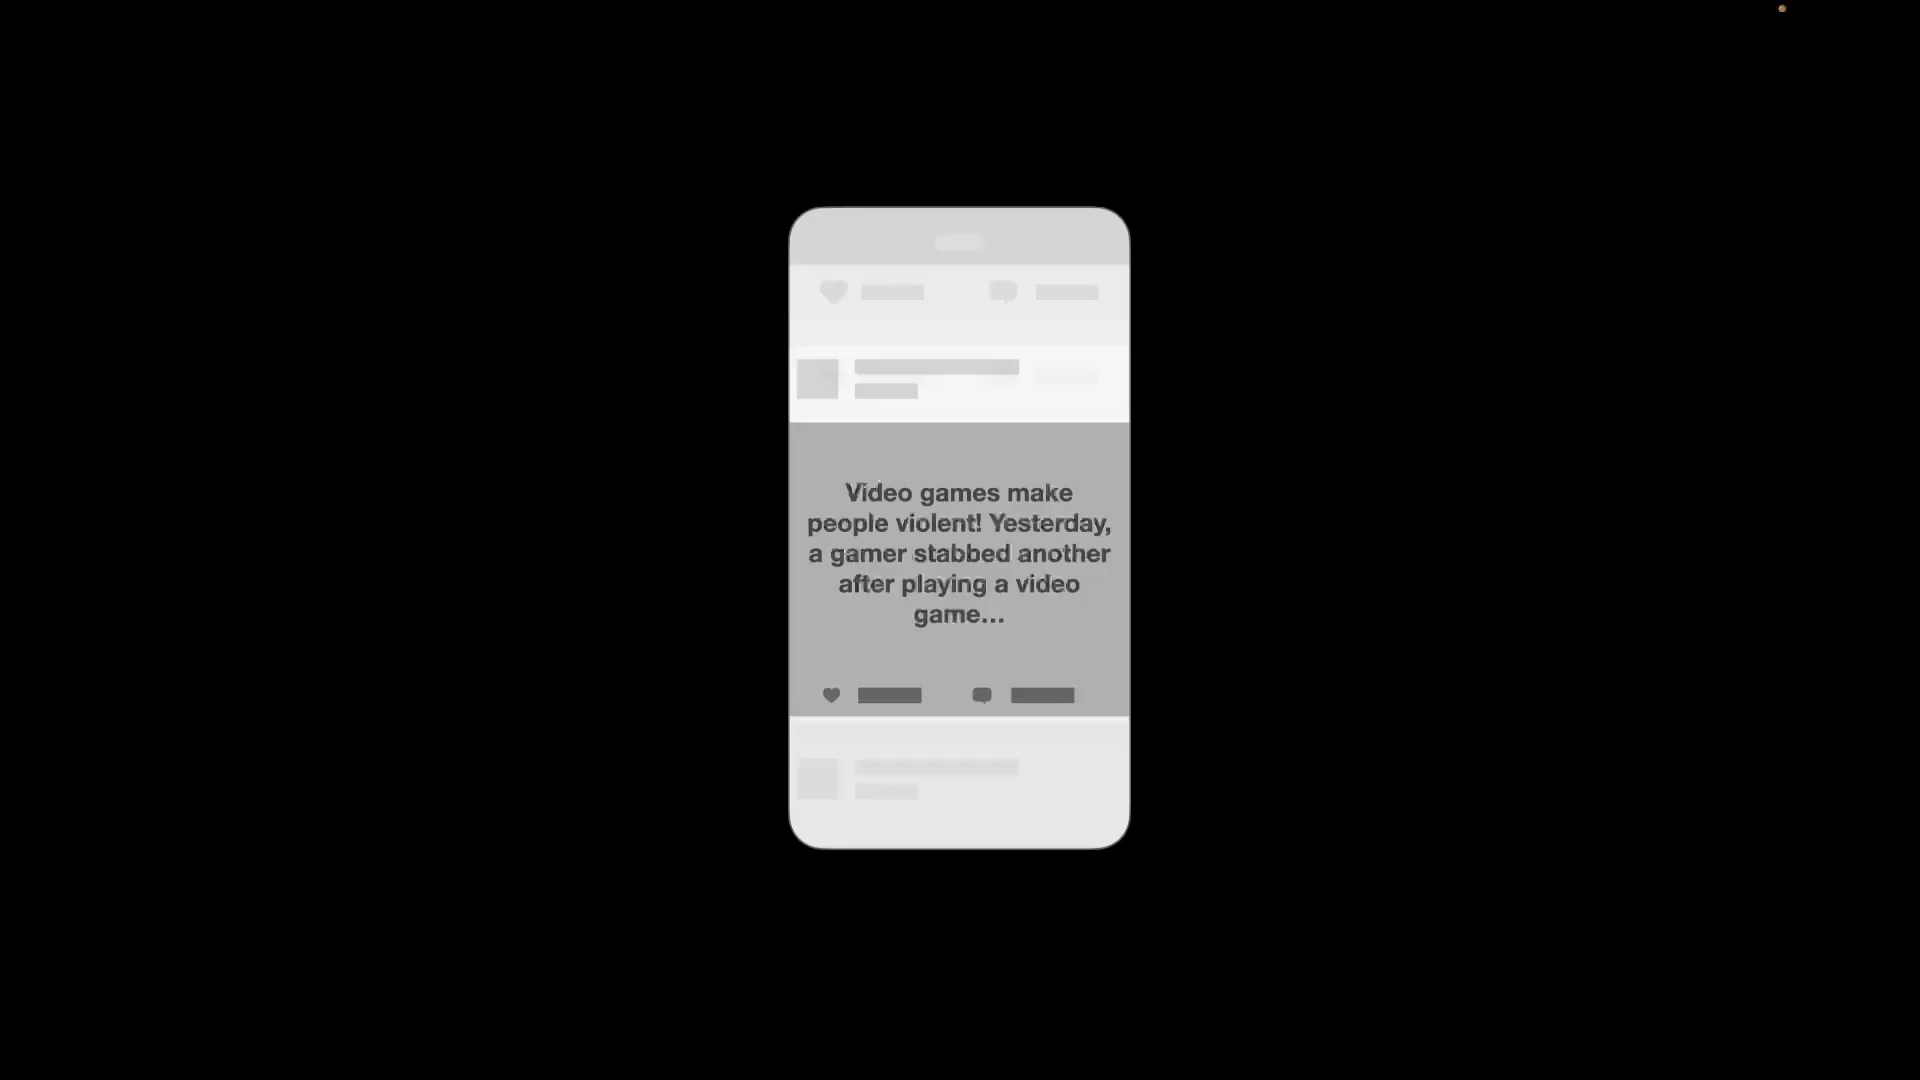 Video games make
people violent! Yesterday,
a gamer stabbed another
after playing a video
game...